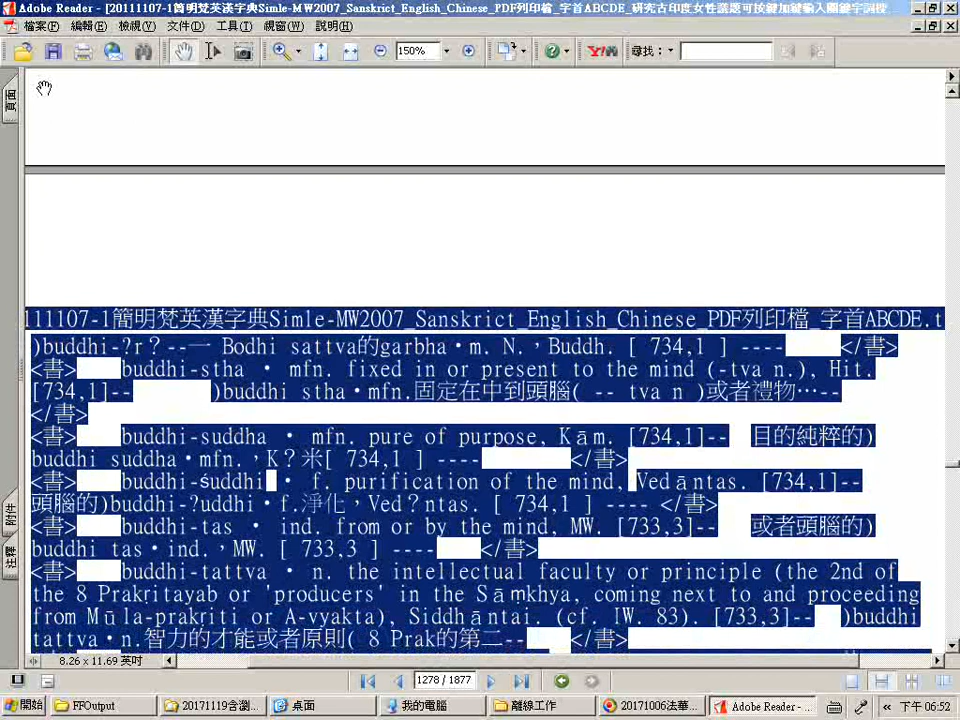 Adobe Reader - [20111107-1簡明梵英漢字典Simle-MW2007_Sanskrict_English_Chinese_PDF列印檔_字首ABCDE_研究古印度女性議題可按鍵加鍵輸入關鍵字詞搜
檔案(F) 編輯(E) 檢視(V) 文件(D) 工具(T) 視窗(W) 說明(H)
150% Y! 尋找:
頁面
111107-1簡明梵英漢字典Simle-MW2007_Sanskrict_English_Chinese_PDF列印檔_字首ABCDE.t
)buddhi-?r？--一 Bodhi sattva的garbha‧m. N.，Buddh. [ 734,1 ] ---- </書>
<書> buddhi-stha ‧ mfn. fixed in or present to the mind (-tva n.), Hit.
[734,1]-- )buddhi stha‧mfn.固定在中到頭腦( -- tva n )或者禮物…--
</書>
<書> buddhi-suddha ‧ mfn. pure of purpose, Kām. [734,1]-- 目的純粹的)
buddhi suddha‧mfn.，K？米[ 734,1 ] ---- </書>
<書> buddhi-śuddhi ‧ f. purification of the mind, Vedāntas. [734,1]--
頭腦的)buddhi-?uddhi‧f.淨化，Ved？ntas. [ 734,1 ] ---- </書>
<書> buddhi-tas ‧ ind. from or by the mind, MW. [733,3]-- 或者頭腦的)
buddhi tas‧ind.，MW. [ 733,3 ] ---- </書>
<書> buddhi-tattva ‧ n. the intellectual faculty or principle (the 2nd of
the 8 Prakṛitayab or 'producers' in the Sāṃkhya, coming next to and proceeding
from Mūla-prakṛiti or A-vyakta), Siddhāntai. (cf. IW. 83). [733,3]-- )buddhi
tattva‧n.智力的才能或者原則( 8 Prak的第二-- </書>
附件
注釋
8.26 x 11.69 英吋
1278 / 1877
開始 FFOutput 20171119含瀏... 桌面 我的電腦 離線工作 20171006法華... Adobe Reader - ... 下午 06:52